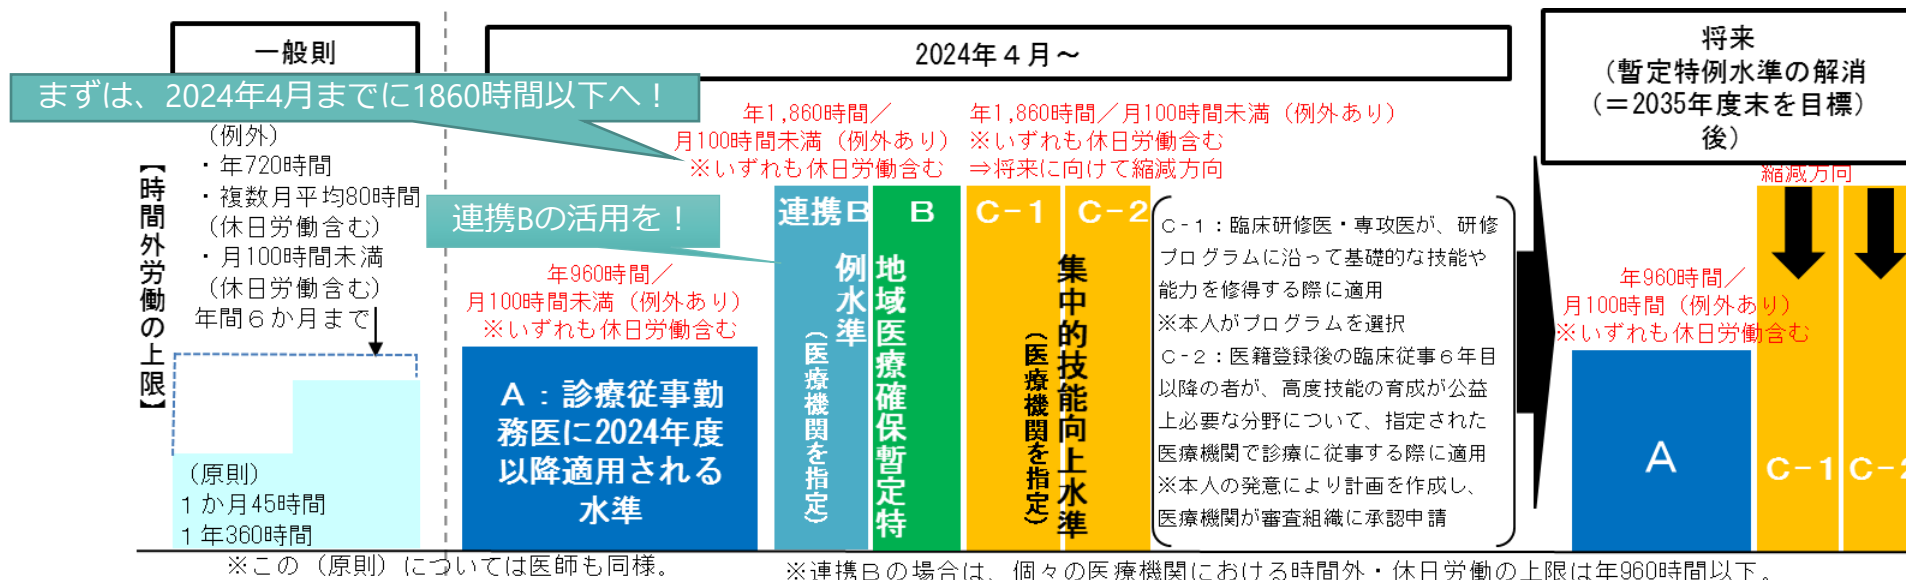 一般則
2024年４月～
将来
（暫定特例水準の解消
（＝2035年度末を目標）
後）
まずは、2024年4月までに1860時間以下へ！
【時間外労働の上限】
（例外）
・年720時間
・複数月平均80時間
（休日労働含む）
・月100時間未満
（休日労働含む）
年間６か月まで
（原則）
１か月45時間
１年360時間
※この（原則）については医師も同様。
連携Bの活用を！
年960時間／
月100時間未満（例外あり）
※いずれも休日労働含む
Ａ：診療従事勤
務医に2024年度
以降適用される
水準
年1,860時間／
月100時間未満（例外あり）
※いずれも休日労働含む
連携Ｂ
Ｂ
地域医療確保暫定特
例水準
（医療機関を指定）
年1,860時間／月100時間未満（例外あり）
※いずれも休日労働含む
⇒将来に向けて縮減方向
Ｃ－１
Ｃ－２
集中的技能向上水準
（医療機関を指定）
Ｃ-１：臨床研修医・専攻医が、研修
プログラムに沿って基礎的な技能や
能力を修得する際に適用
※本人がプログラムを選択
Ｃ-２：医籍登録後の臨床従事６年目
以降の者が、高度技能の育成が公益
上必要な分野について、指定された
医療機関で診療に従事する際に適用
※本人の発意により計画を作成し、
医療機関が審査組織に承認申請
縮減方向
年960時間／
月100時間（例外あり）
※いずれも休日労働含む
Ａ
Ｃ－１
Ｃ－２
※連携Ｂの場合は、個々の医療機関における時間外・休日労働の上限は年960時間以下。